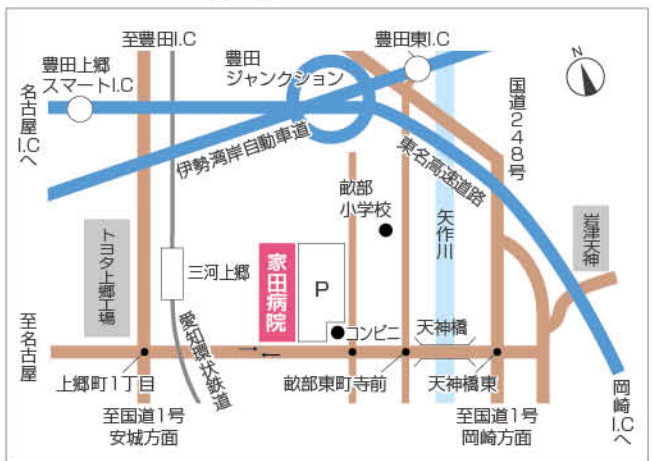 至豊田I.C
豊田
ジャンクション
豊田東I.C
N
豊田上郷
スマートI.C
名古屋
I.C
へ
国道248号
伊勢湾岸自動車道
東名高速道路
畝部
小学校
矢作川
岩津天神
トヨタ上郷工場
三河上郷
家田病院
P
コンビニ
天神橋
至名古屋
愛知環状鉄道
上郷町1丁目
畝部東町寺前
天神橋東
至国道1号
安城方面
至国道1号
岡崎方面
岡崎
I.C
へ